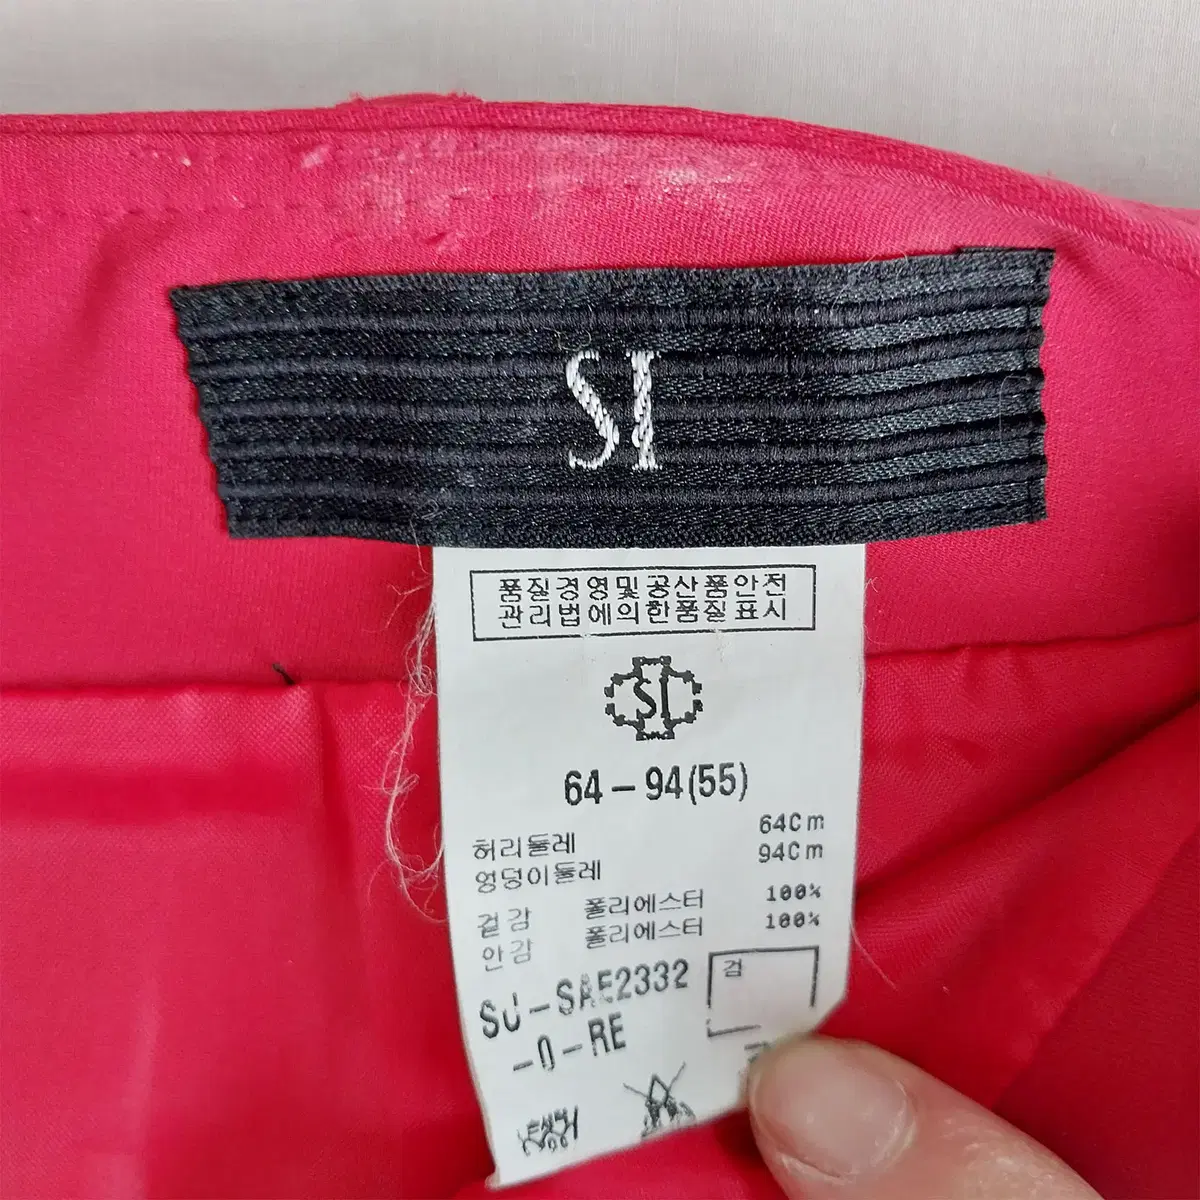 SI
품질경영및공산품안전
관리법에의한품질표시
SI
64-94(55)
허리둘레 64Cm
엉덩이둘레 94Cm
겉감 폴리에스터 100%
안감 폴리에스터 100%
검
-0-RE